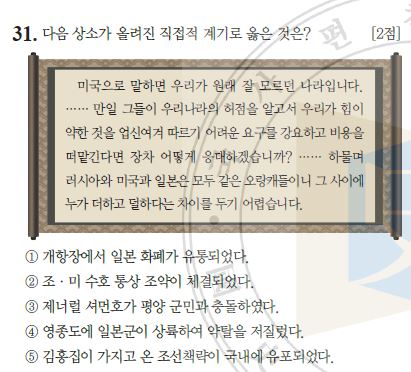 31. 다음 상소가 올려진 직접적 계기로 옳은 것은? [2점]
미국으로 말하면 우리가 원래 잘 모르던 나라입니다.
…… 만일 그들이 우리나라의 허점을 알고서 우리가 힘이
약한 것을 업신여겨 따르기 어려운 요구를 강요하고 비용을
떠맡긴다면 장차 어떻게 응대하겠습니까? …… 하물며
러시아와 미국과 일본은 모두 같은 오랑캐들이니 그 사이에
누가 더하고 덜하다는 차이를 두기 어렵습니다.
① 개항장에서 일본 화폐가 유통되었다.
② 조 · 미 수호 통상 조약이 체결되었다.
③ 제너럴 셔먼호가 평양 군민과 충돌하였다.
④ 영종도에 일본군이 상륙하여 약탈을 저질렀다.
⑤ 김홍집이 가지고 온 조선책략이 국내에 유포되었다.